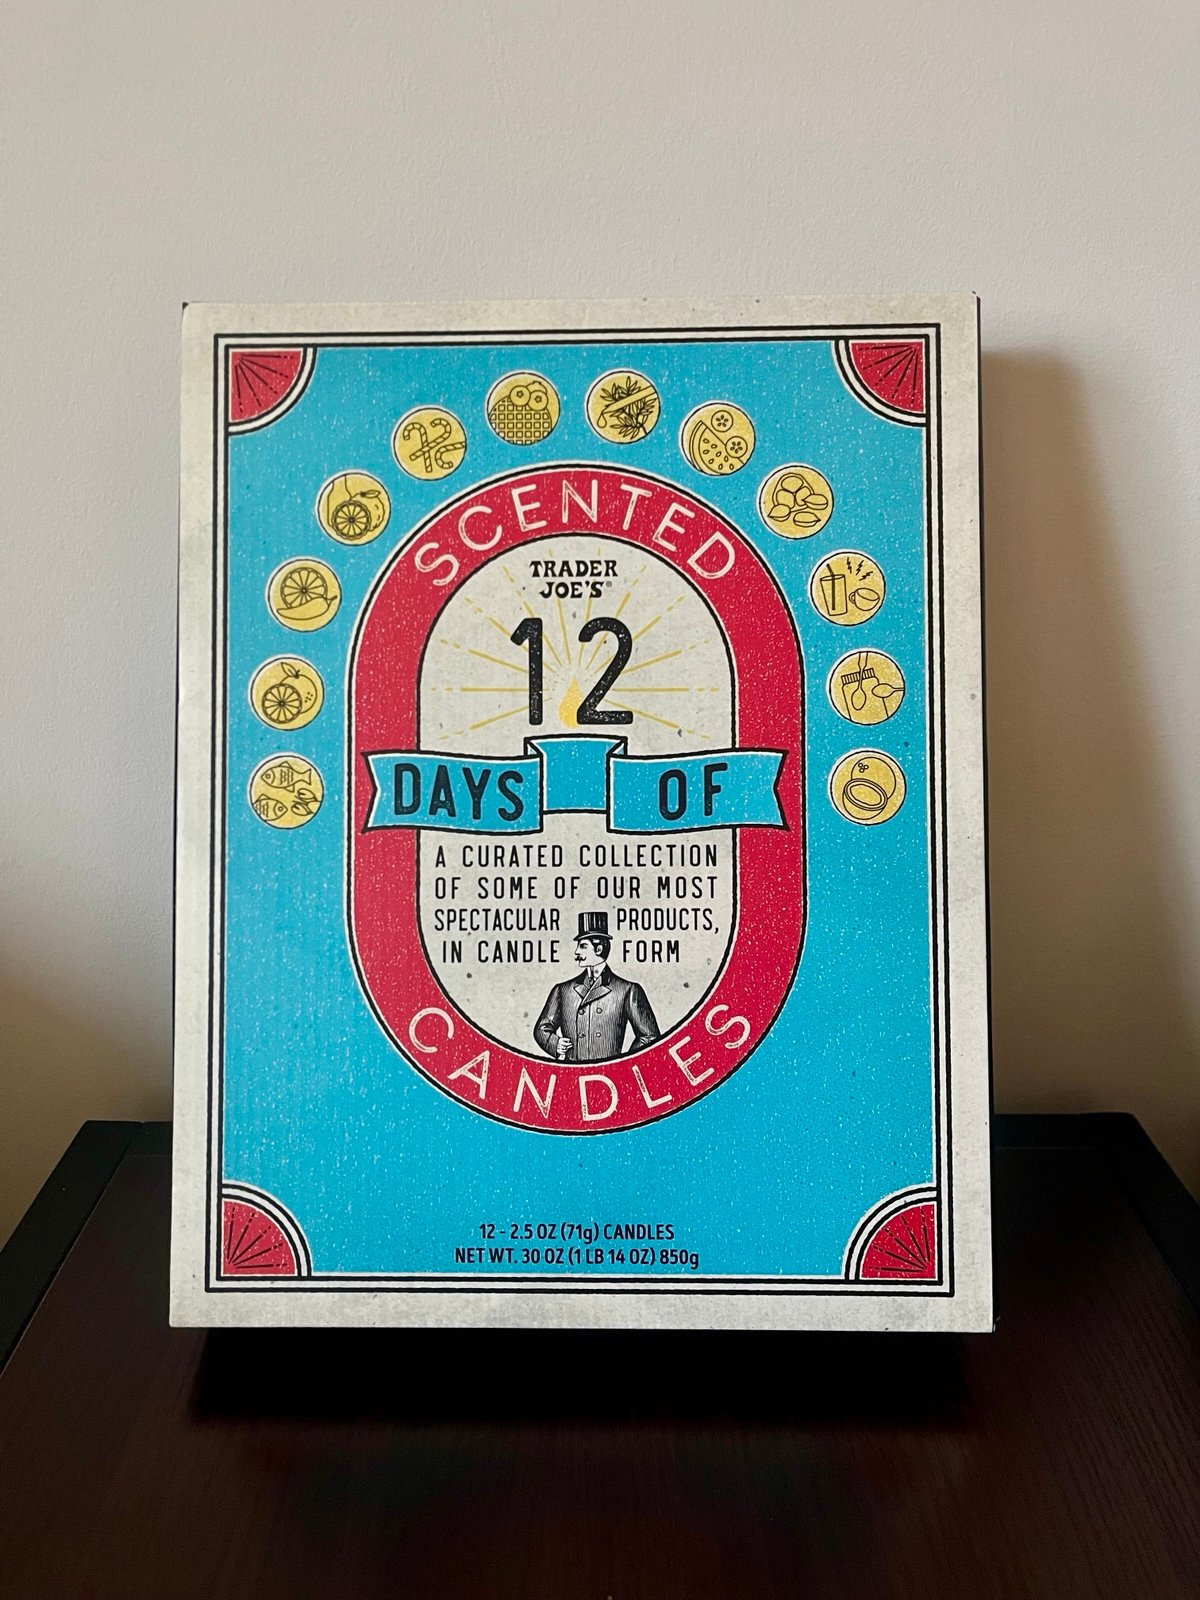 SCENTED
TRADER
JOE'S®
12
DAYS OF
A CURATED COLLECTION
OF SOME OF OUR MOST
SPECTACULAR PRODUCTS,
IN CANDLE FORM
CANDLES
12 - 2.5 OZ (71g) CANDLES
NET WT. 30 OZ (1 LB 14 OZ) 850g